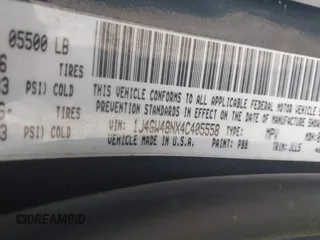 05500 LB
TIRES
PSI) COLD
TIRES
PSI) COLD
THIS VEHICLE CONFORMS TO ALL APPLICABLE FEDERAL MOTOR VEHICLE
PREVENTION STANDARDS IN EFFECT ON THE DATE OF MANUFACTURE
VIN: 1J4GW48NX4C405558 TYPE: MPV
VEHICLE MADE IN U.S.A. PAINT: PBB TRIM:
DREAMBID